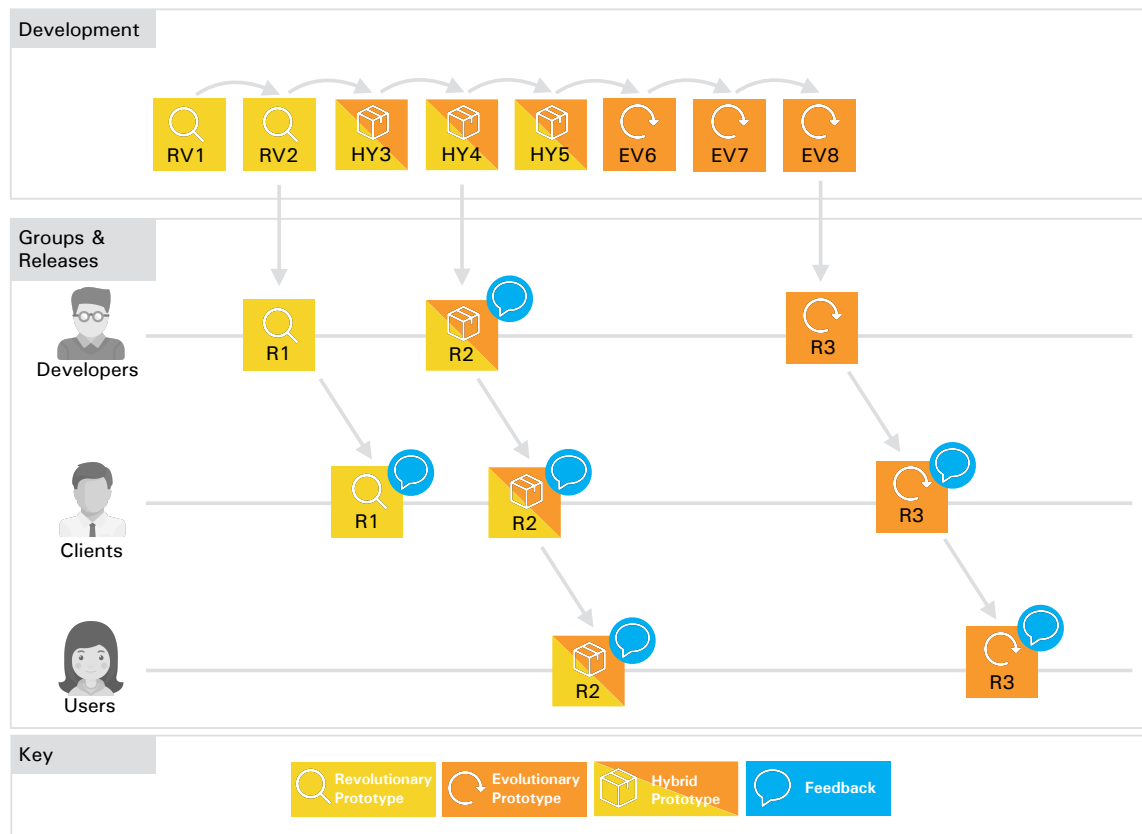 Development
RV1
RV2
HY3
HY4
HY5
EV6
EV7
EV8
Groups &
Releases
Developers
R1
R2
R3
Clients
R1
R2
R3
Users
R2
R3
Key
Revolutionary
Prototype
Evolutionary
Prototype
Hybrid
Prototype
Feedback